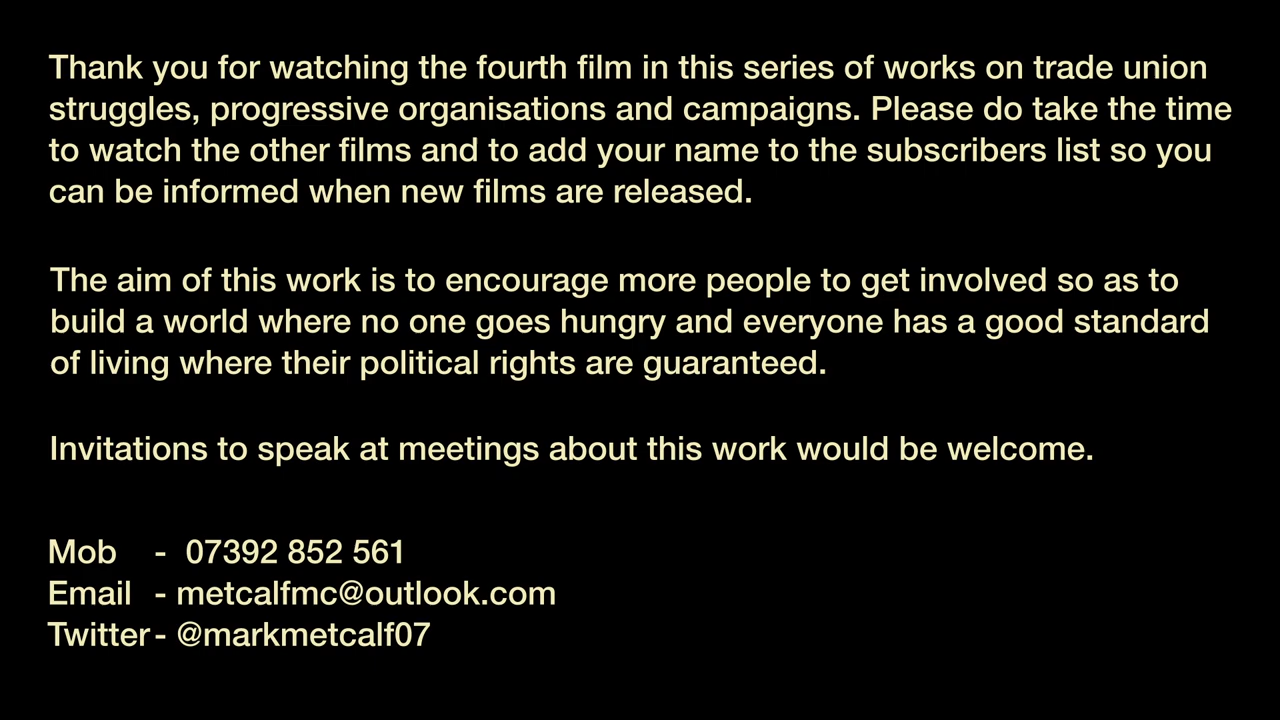 Thank you for watching the fourth film in this series of works on trade union
struggles, progressive organisations and campaigns. Please do take the time
to watch the other films and to add your name to the subscribers list so you
can be informed when new films are released.
The aim of this work is to encourage more people to get involved so as to
build a world where no one goes hungry and everyone has a good standard
of living where their political rights are guaranteed.
Invitations to speak at meetings about this work would be welcome.
Mob - 07392 852 561
Email - metcalfmc@outlook.com
Twitter - @markmetcalf07